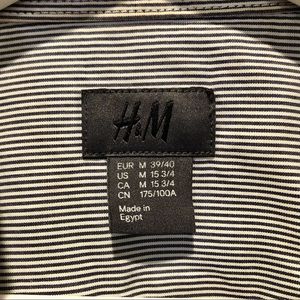 H&M
EUR M 39/40
US M 15 3/4
CA M 15 3/4
CN 175/100A
Made in
Egypt